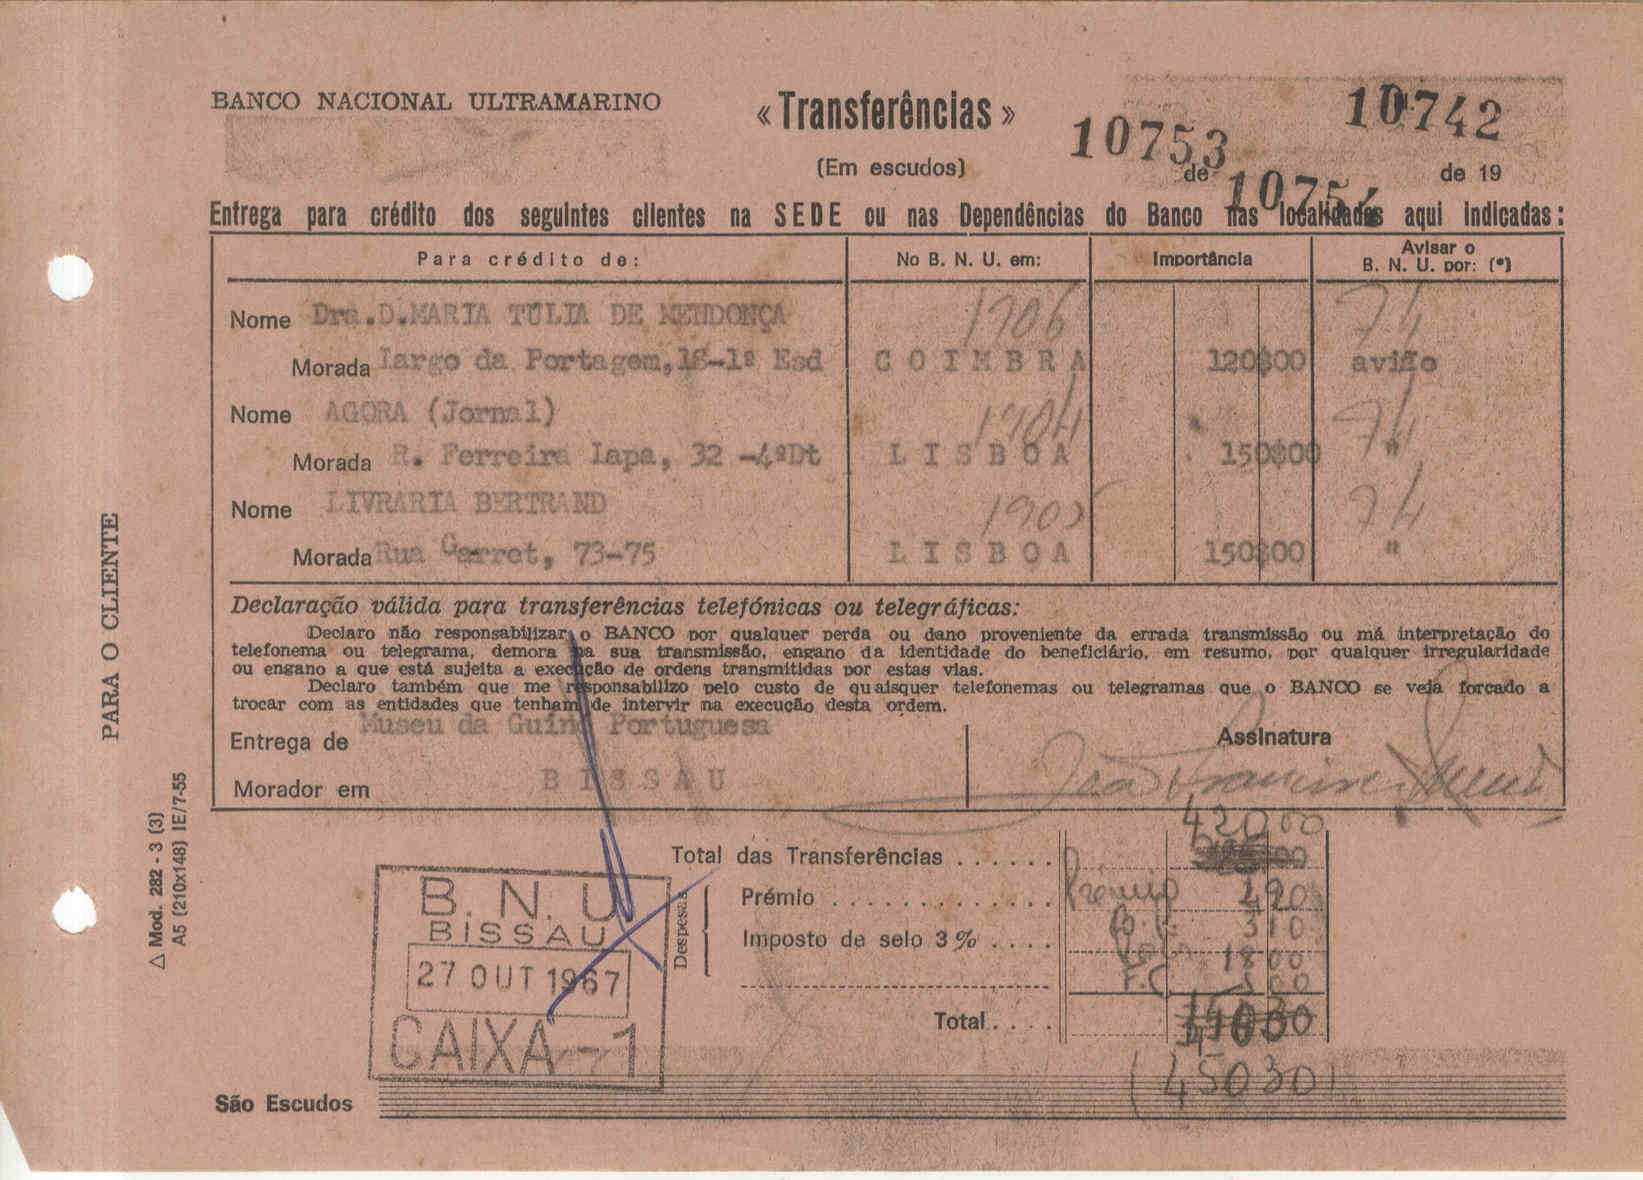 BANCO NACIONAL ULTRAMARINO
« Transferências »
(Em escudos)
10753
10742
de
1075
de 19
Entrega para crédito dos seguintes clientes na SEDE ou nas Dependências do Banco nas localidades aqui indicadas:
Para crédito de:
No B. N. U. em:
Importância
Avisar o
B. N. U. por: (*)
Nome Dra.D.MARIA TÚLIA DE MENDONÇA 1906 74
Morada Largo da Portagem,18-1º Esd COIMBRA 120$00 avião
Nome AGORA (Jornal) 1904 74
Morada R. Ferreira Lapa, 32 -4ºDt LISBOA 150$00 "
Nome LIVRARIA BERTRAND 1905 74
Morada Rua Garret, 73-75 LISBOA 150$00 "
Declaração válida para transferências telefónicas ou telegráficas:
Declaro não responsabilizar o BANCO por qualquer perda ou dano proveniente da errada transmissão ou má interpretação do
telefonema ou telegrama, demora na sua transmissão, engano da identidade do beneficiário, em resumo, por qualquer irregularidade
ou engano a que está sujeita a execução de ordens transmitidas por estas vias.
Declaro também que me responsabilizo pelo custo de quaisquer telefonemas ou telegramas que o BANCO se veja forçado a
trocar com as entidades que tenham de intervir na execução desta ordem.
Entrega de Museu da Guiné Portuguesa
Assinatura
Morador em BISSAU
42000
Total das Transferências ......
Despesas
Prémio ............. Prémio 420
Imposto de selo 3% .... 310
1800
F.C. 500
Total ....
(45030)
São Escudos
B. N. U
BISSAU
27 OUT 1967
CAIXA - 1
PARA O CLIENTE
△ Mod. 282 - 3 (3)
A5 (210x148) IE/7-55